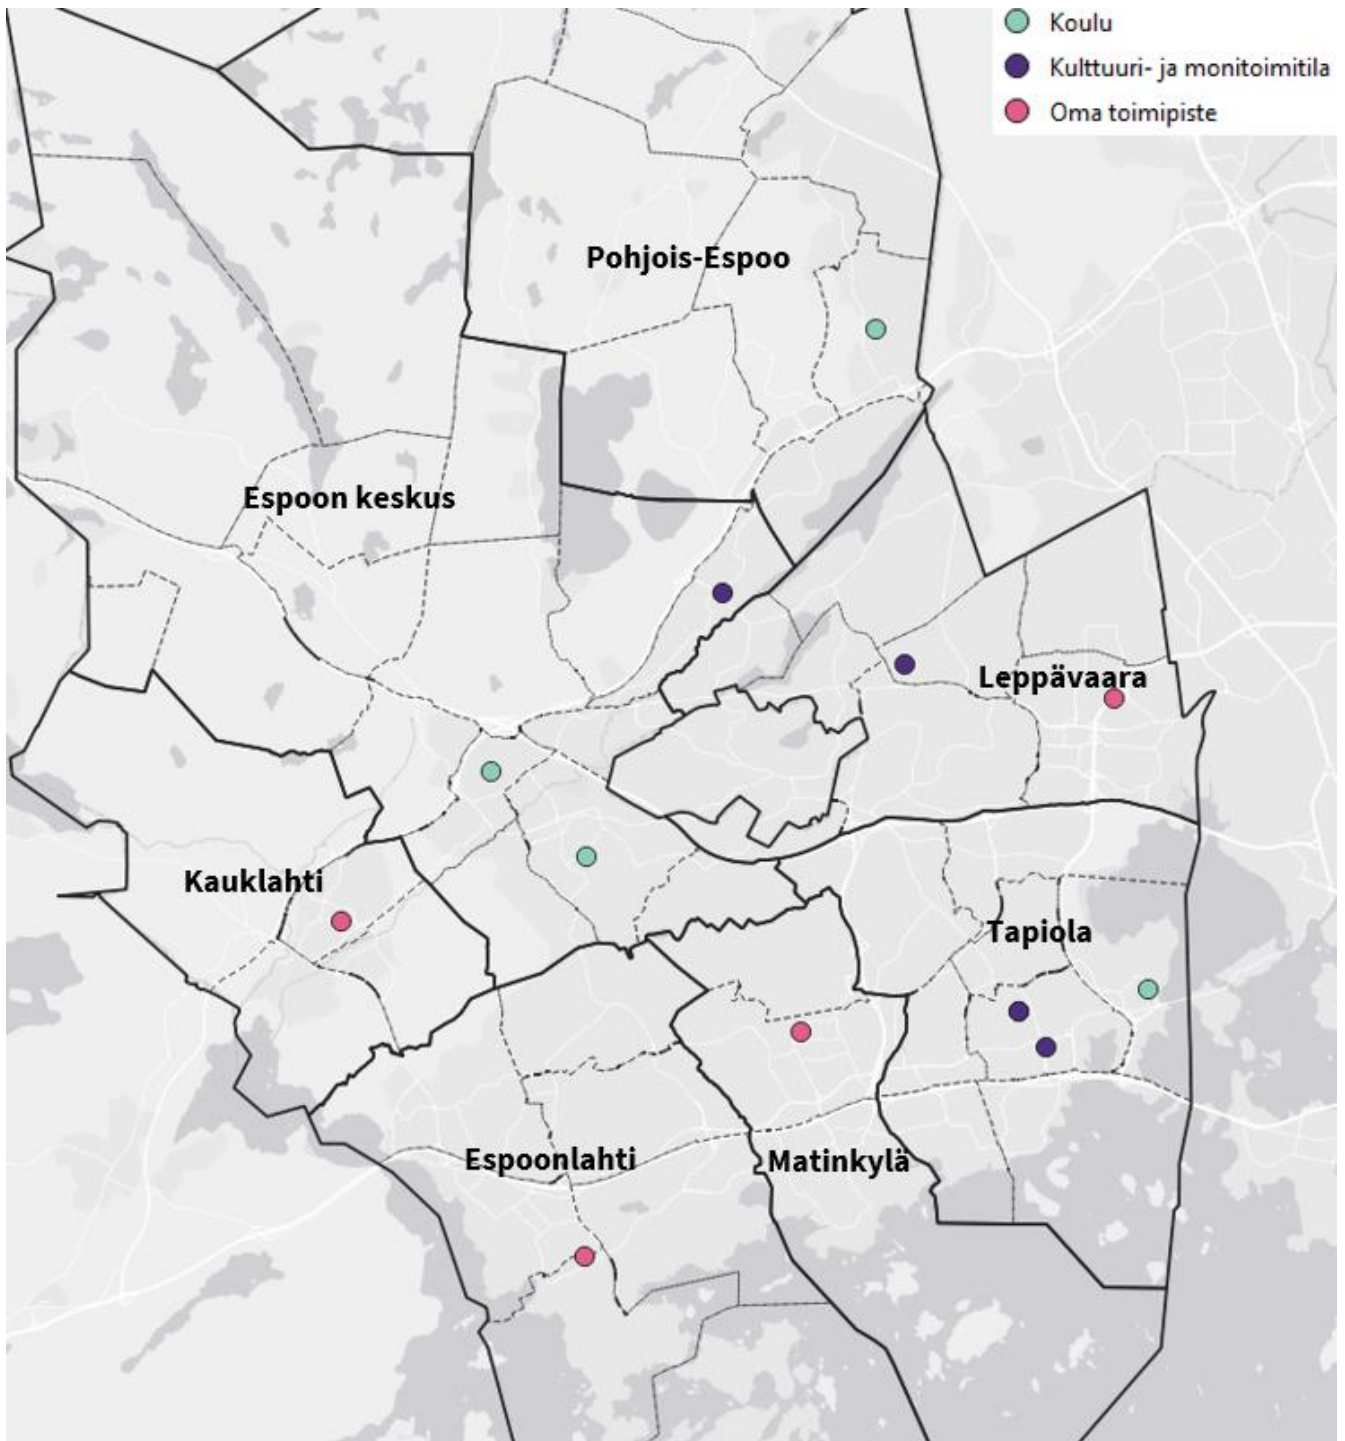 Koulu
Kulttuuri- ja monitoimitila
Oma toimipiste
Pohjois-Espoo
Espoon keskus
Leppävaara
Kauklahti
Tapiola
Espoonlahti
Matinkylä